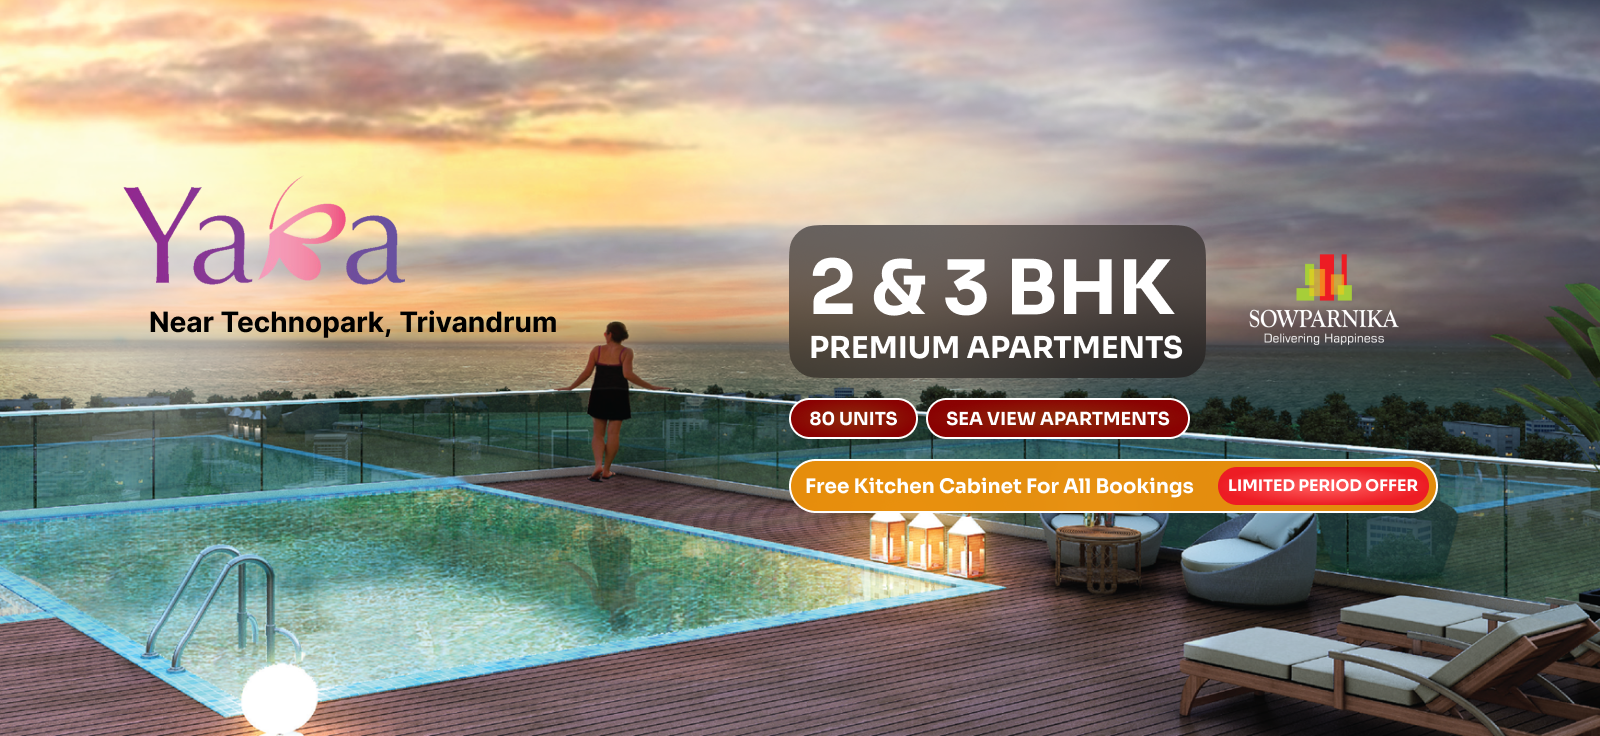 Yara
Near Technopark, Trivandrum
2 & 3 BHK
PREMIUM APARTMENTS
SOWPARNIKA
Delivering Happiness
80 UNITS
SEA VIEW APARTMENTS
Free Kitchen Cabinet For All Bookings
LIMITED PERIOD OFFER